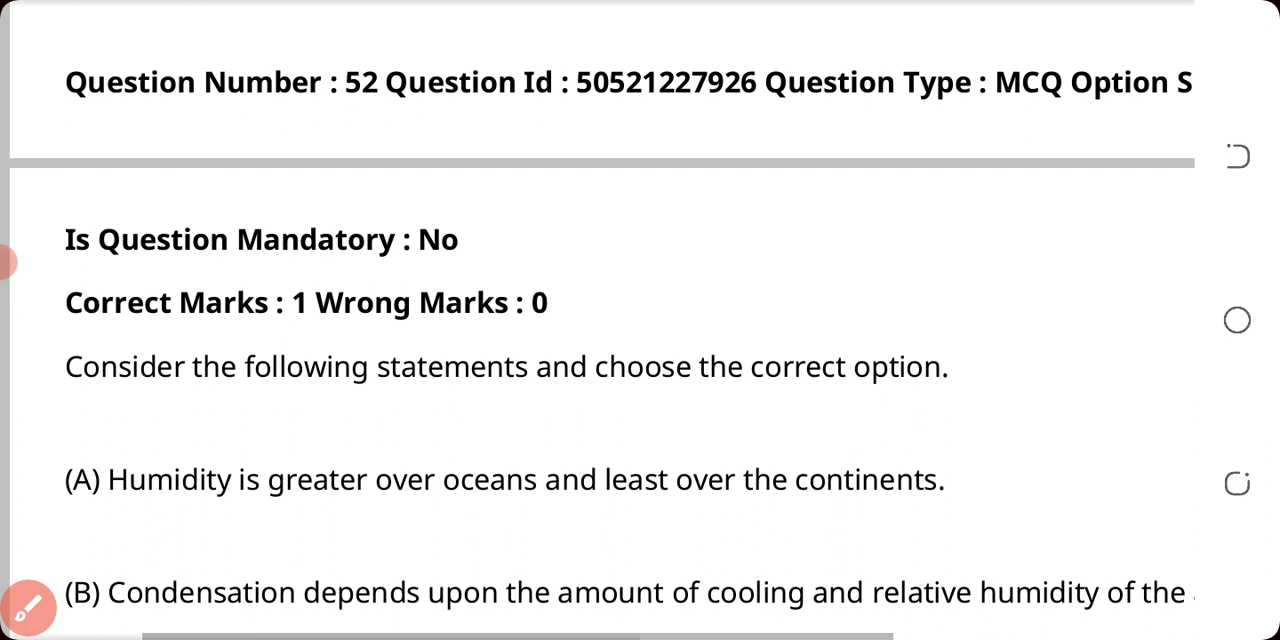 Question Number : 52 Question Id : 50521227926 Question Type : MCQ Option S
Is Question Mandatory : No
Correct Marks : 1 Wrong Marks : 0
Consider the following statements and choose the correct option.
(A) Humidity is greater over oceans and least over the continents.
(B) Condensation depends upon the amount of cooling and relative humidity of the